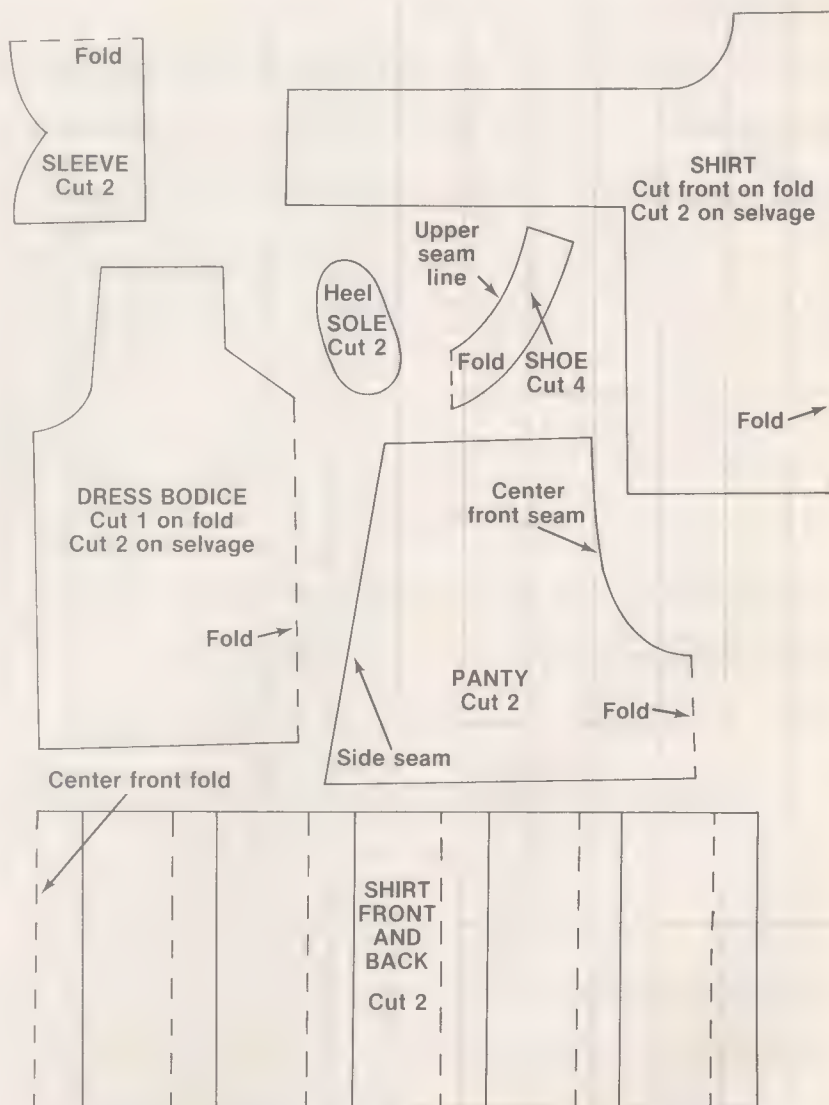 Fold
SLEEVE
Cut 2
SHIRT
Cut front on fold
Cut 2 on selvage
Fold
Upper
seam
line
Fold
SHOE
Cut 4
Heel
SOLE
Cut 2
DRESS BODICE
Cut 1 on fold
Cut 2 on selvage
Fold
Center
front seam
PANTY
Cut 2
Fold
Side seam
Center front fold
SHIRT
FRONT
AND
BACK
Cut 2